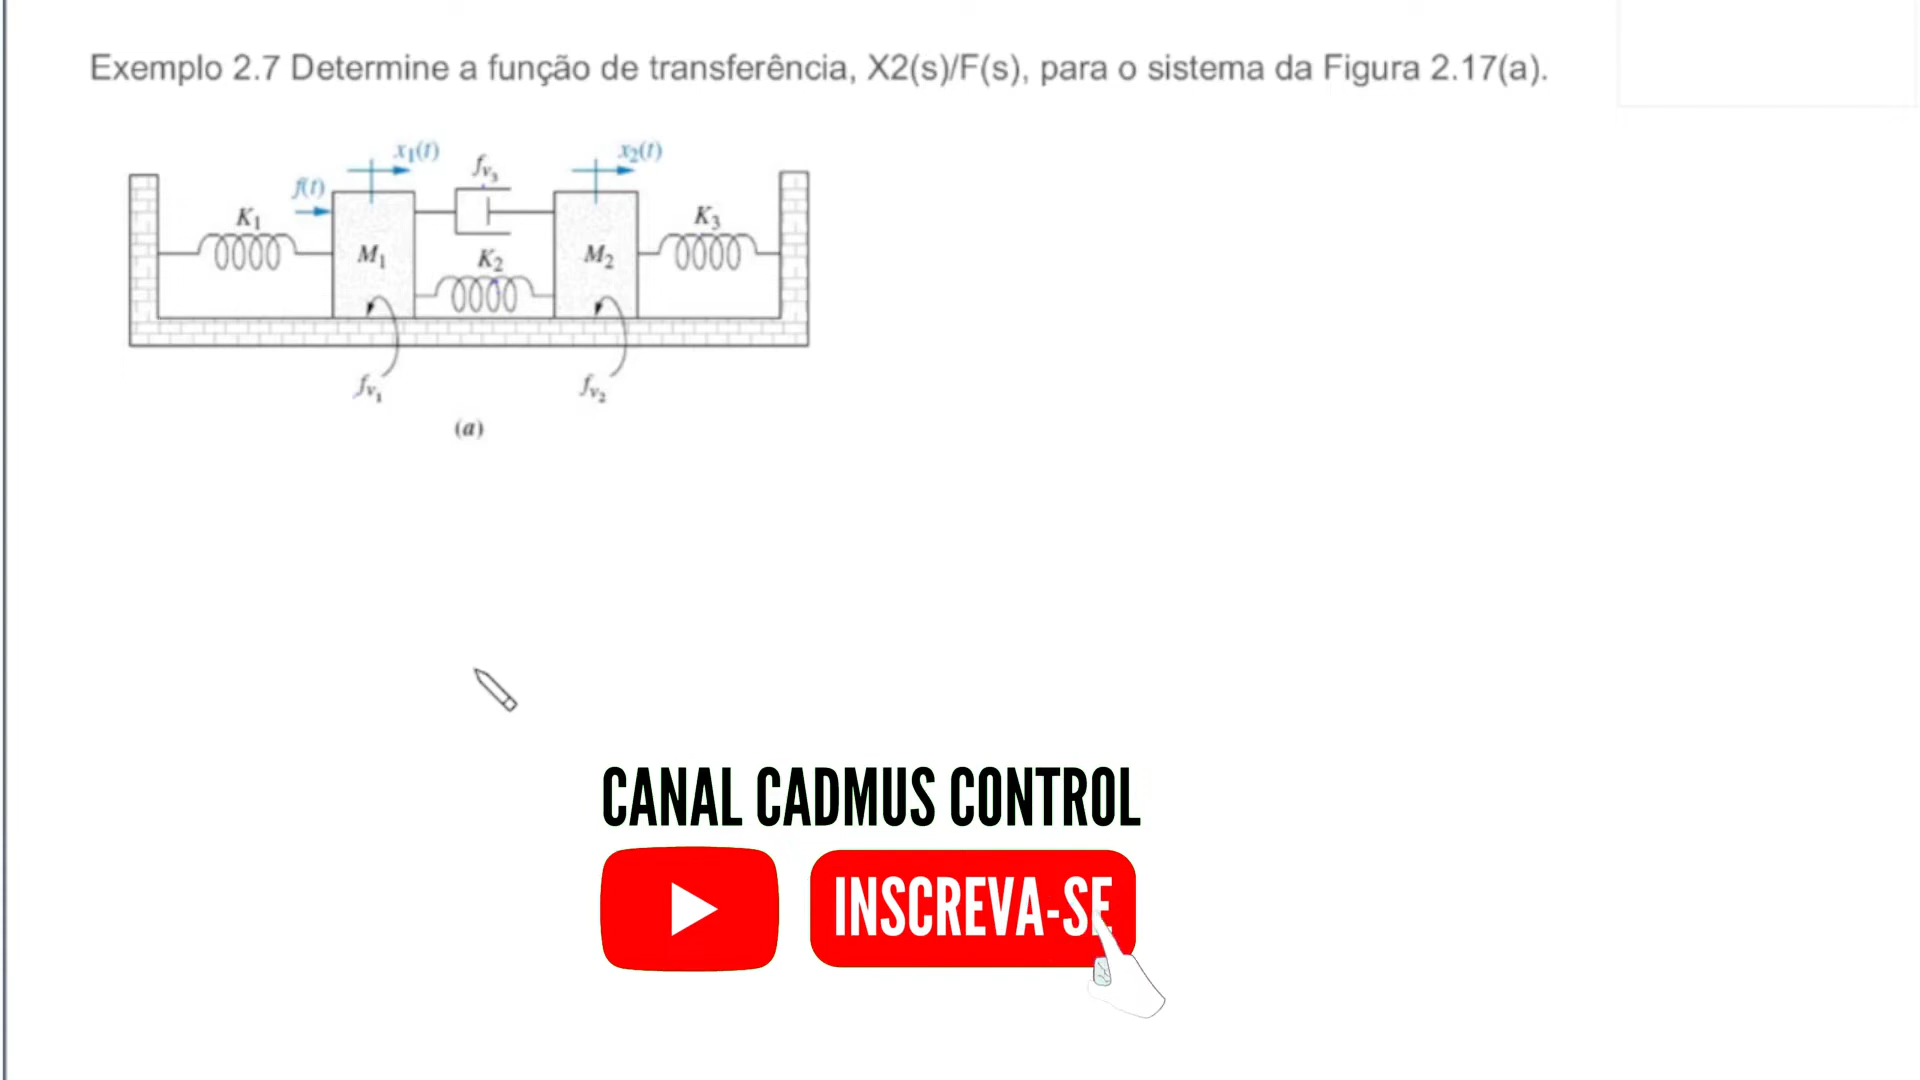 Exemplo 2.7 Determine a função de transferência, X2(s)/F(s), para o sistema da Figura 2.17(a).
x₁(t)
x₂(t)
fᵥ₃
f(t)
K₁
K₃
M₁
K₂
M₂
fᵥ₁
fᵥ₂
(a)
CANAL CADMUS CONTROL
INSCREVA-SE